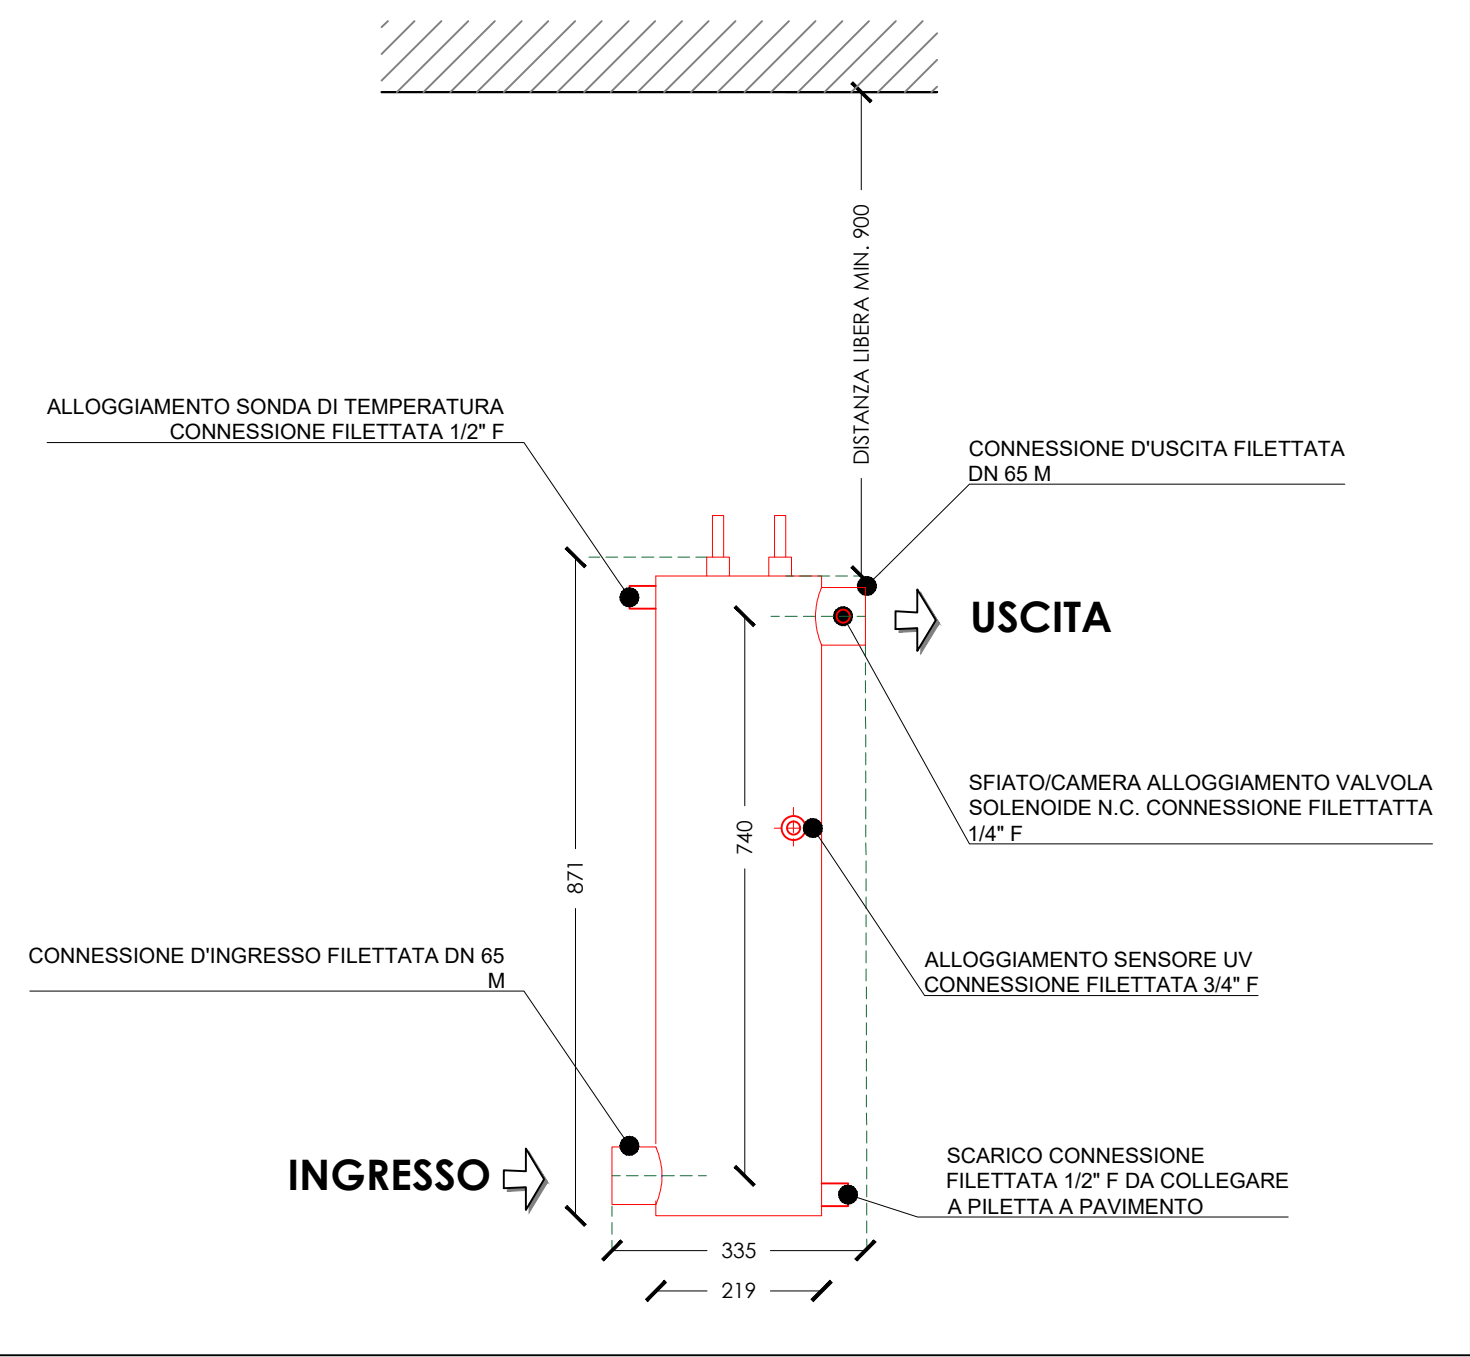 DISTANZA LIBERA MIN. 900
ALLOGGIAMENTO SONDA DI TEMPERATURA
CONNESSIONE FILETTATA 1/2" F
CONNESSIONE D'USCITA FILETTATA
DN 65 M
USCITA
SFIATO/CAMERA ALLOGGIAMENTO VALVOLA
SOLENOIDE N.C. CONNESSIONE FILETTATTA
1/4" F
740
871
CONNESSIONE D'INGRESSO FILETTATA DN 65
M
ALLOGGIAMENTO SENSORE UV
CONNESSIONE FILETTATA 3/4" F
INGRESSO
SCARICO CONNESSIONE
FILETTATA 1/2" F DA COLLEGARE
A PILETTA A PAVIMENTO
335
219